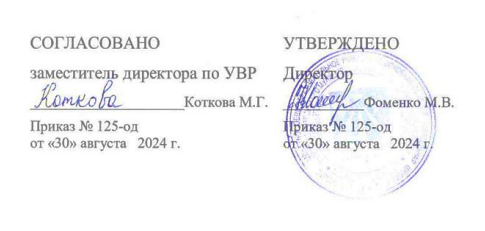 СОГЛАСОВАНО
заместитель директора по УВР
Коткова Коткова М.Г.
Приказ № 125-од
от «30» августа 2024 г.
УТВЕРЖДЕНО
Директор
Фоменко М.В.
Приказ № 125-од
от «30» августа 2024 г.